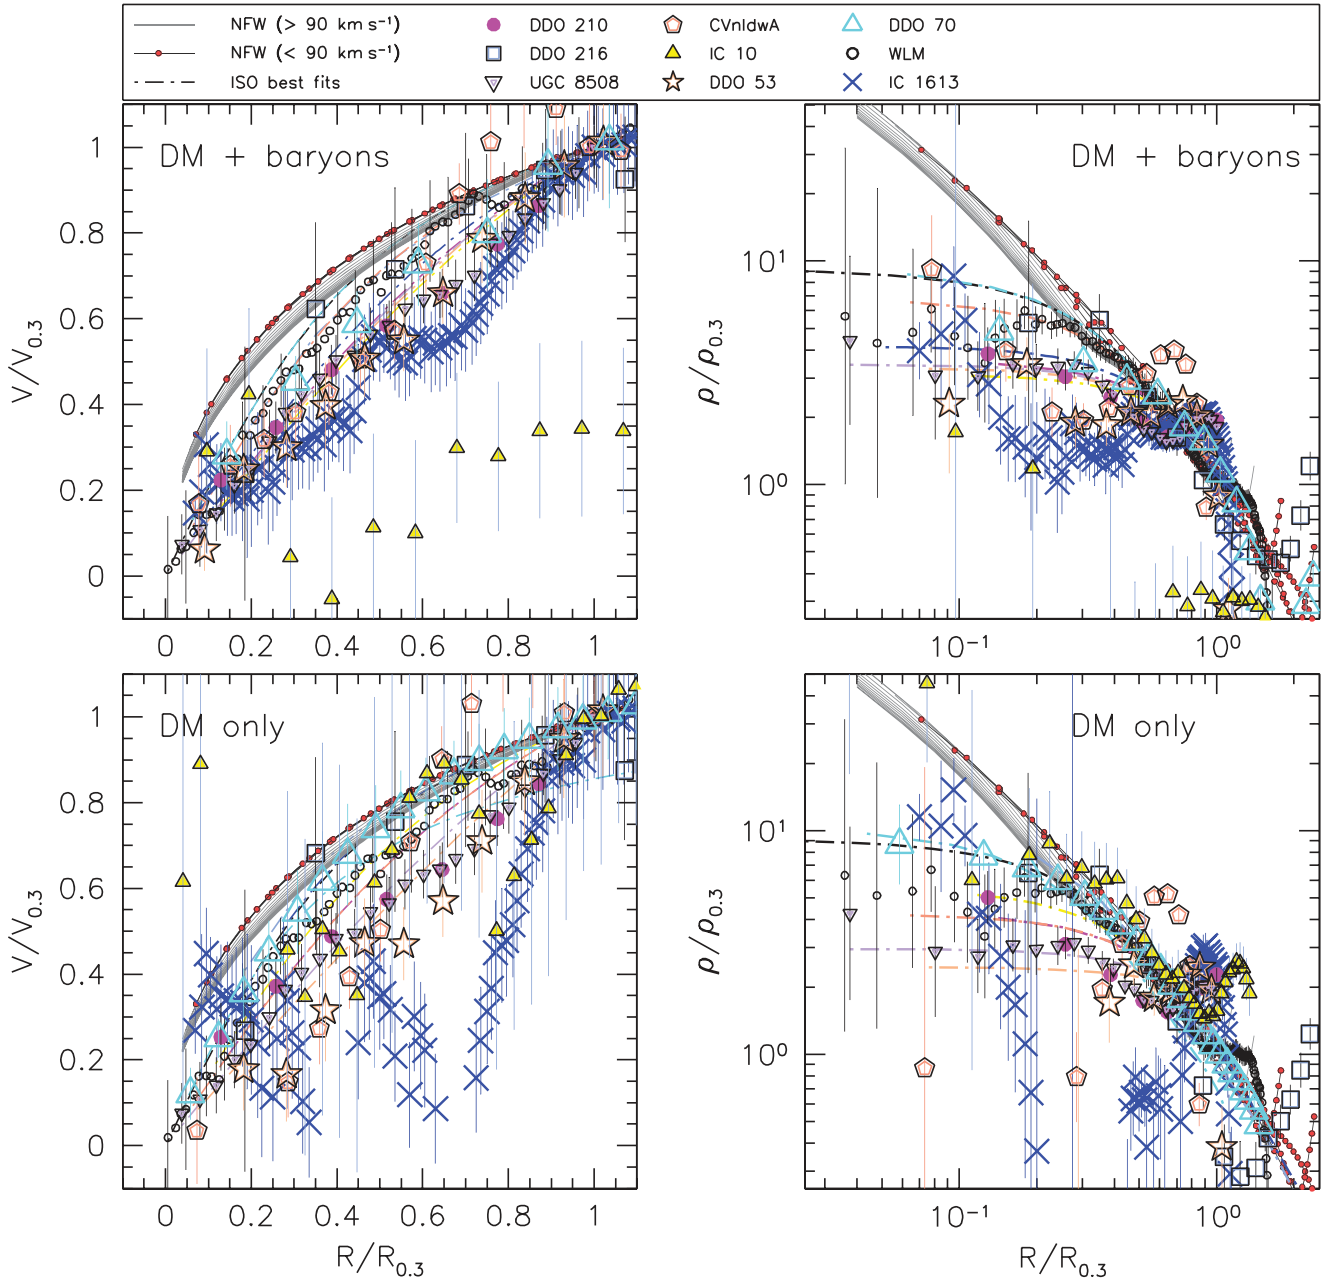 NFW (> 90 km s⁻¹) DDO 210 CVnIdwA DDO 70
NFW (< 90 km s⁻¹) DDO 216 IC 10 WLM
ISO best fits UGC 8508 DDO 53 IC 1613
DM + baryons
1
0.8
0.6
0.4
0.2
0
V/V₀.₃
0 0.2 0.4 0.6 0.8 1
DM + baryons
10¹
10⁰
ρ/ρ₀.₃
10⁻¹ 10⁰
DM only
1
0.8
0.6
0.4
0.2
0
V/V₀.₃
0 0.2 0.4 0.6 0.8 1
R/R₀.₃
DM only
10¹
10⁰
ρ/ρ₀.₃
10⁻¹ 10⁰
R/R₀.₃